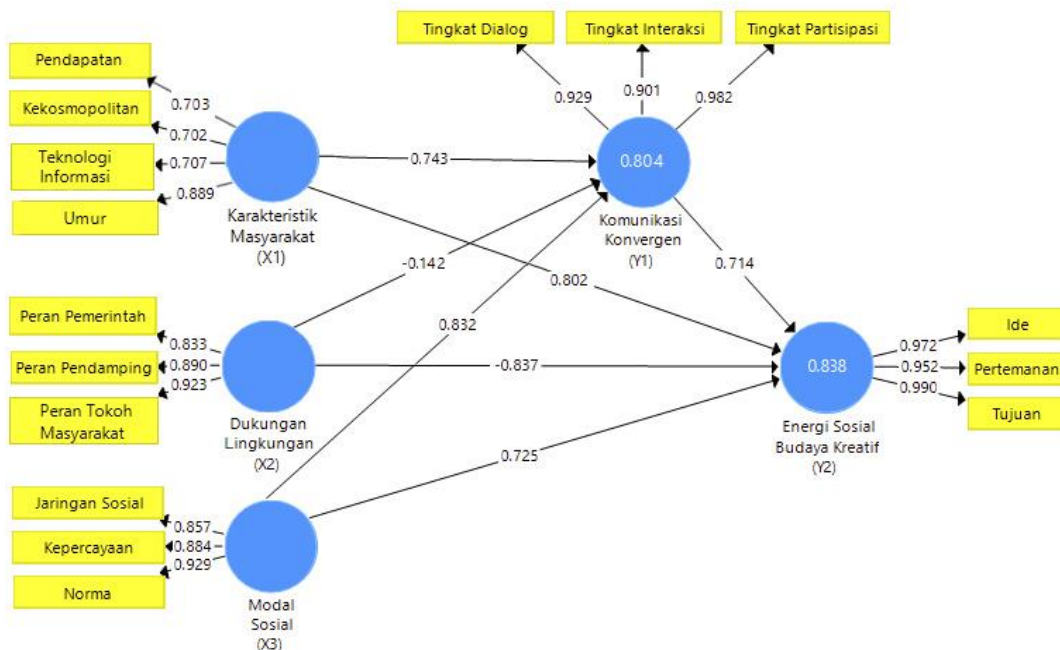 Tingkat Dialog
Tingkat Interaksi
Tingkat Partisipasi
0.929
0.901
0.982
Pendapatan
Kekosmopolitan
Teknologi
Informasi
Umur
0.703
0.702
0.707
0.889
Karakteristik
Masyarakat
(X1)
0.743
0.804
Komunikasi
Konvergen
(Y1)
-0.142
0.802
0.714
0.832
Peran Pemerintah
Peran Pendamping
Peran Tokoh
Masyarakat
0.833
0.890
0.923
Dukungan
Lingkungan
(X2)
-0.837
0.838
Energi Sosial
Budaya Kreatif
(Y2)
0.972
0.952
0.990
Ide
Pertemanan
Tujuan
0.725
Jaringan Sosial
Kepercayaan
Norma
0.857
0.884
0.929
Modal
Sosial
(X3)